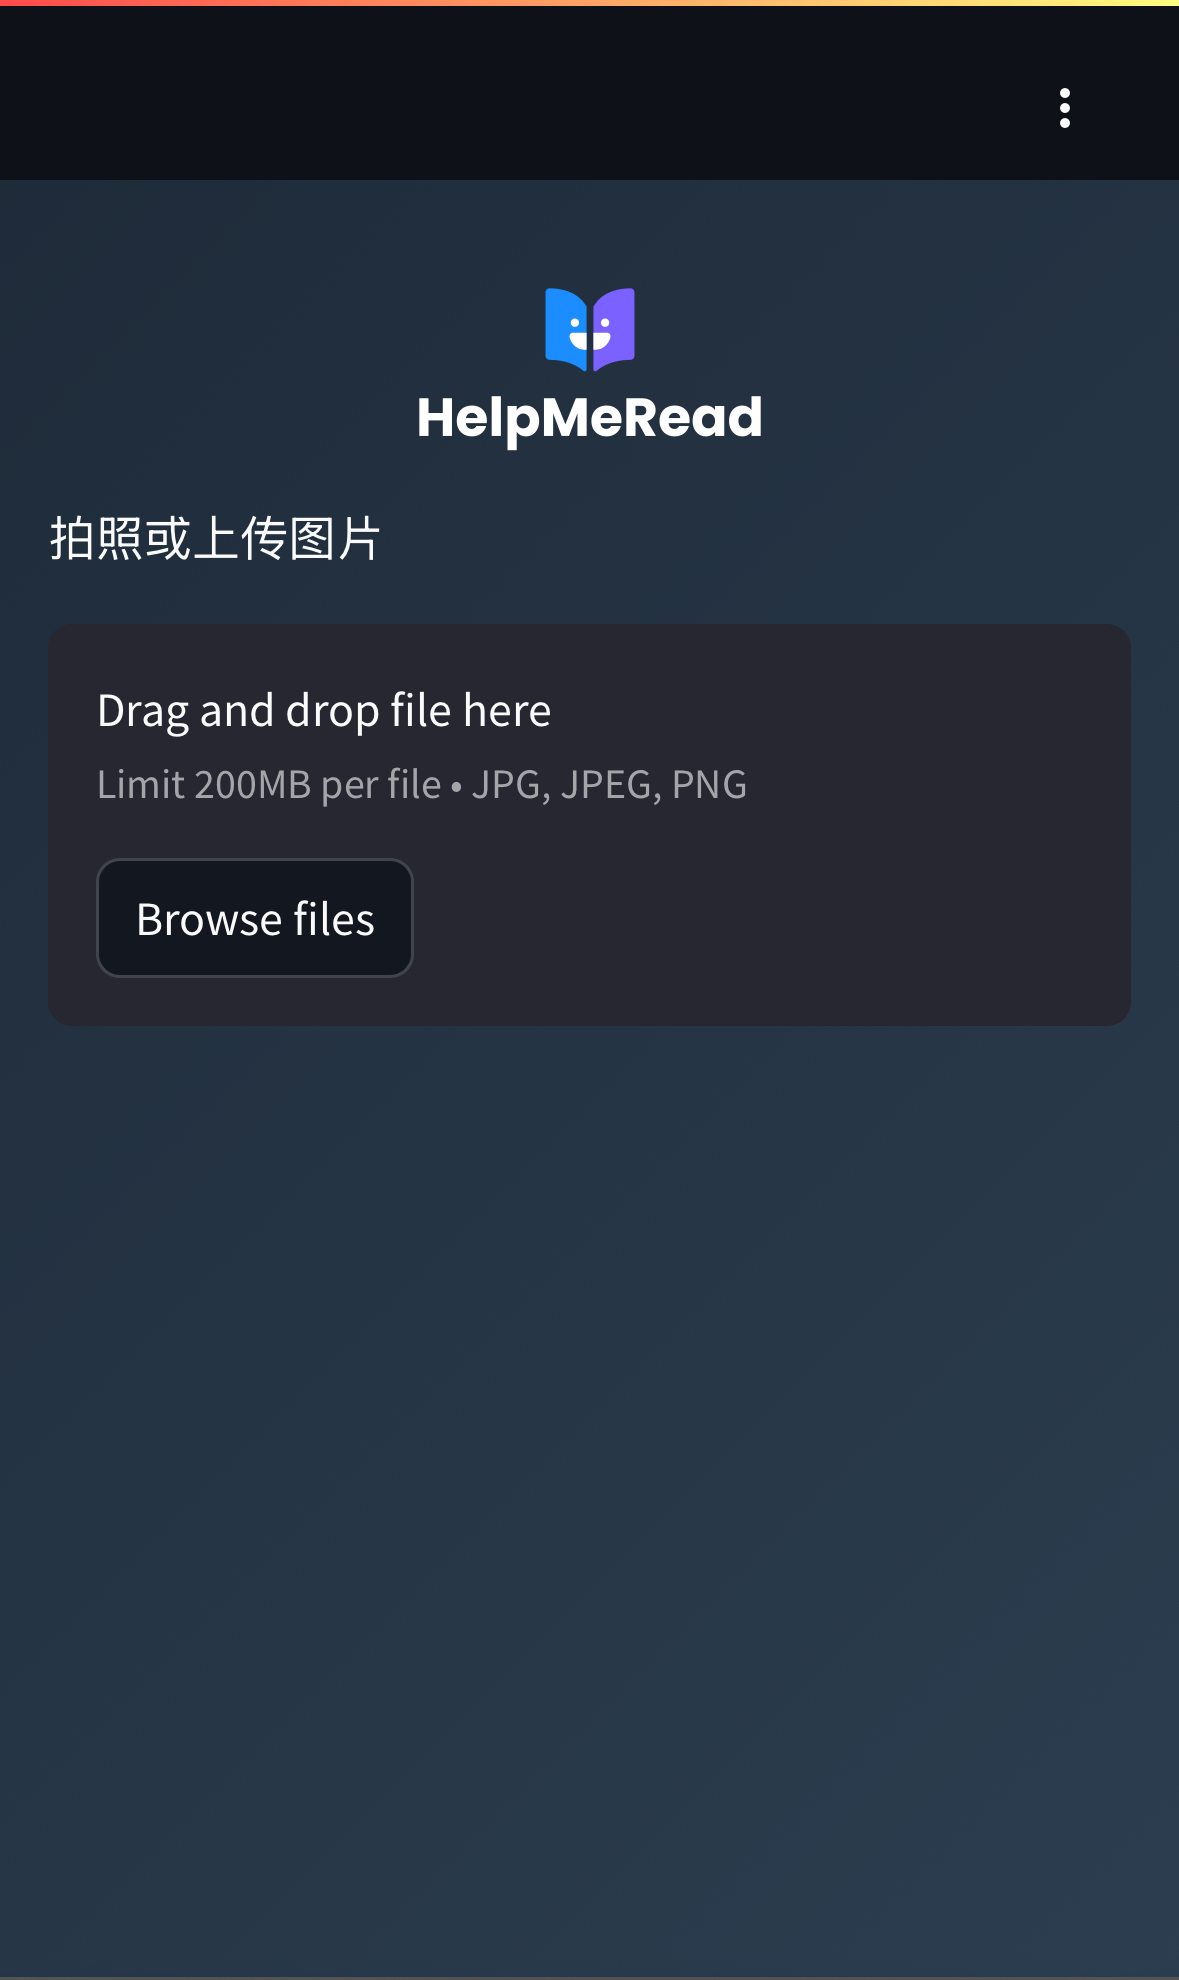 HelpMeRead
拍照或上传图片
Drag and drop file here
Limit 200MB per file • JPG, JPEG, PNG
Browse files